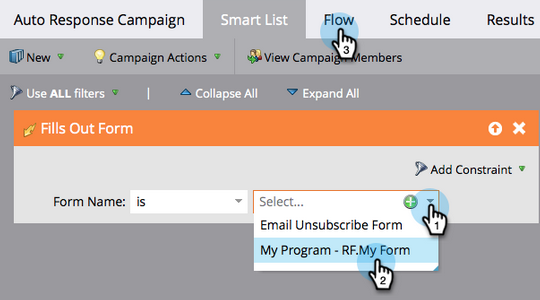 Auto Response Campaign Smart List Flow Schedule Results
3
New Campaign Actions View Campaign Members
Use ALL filters | Collapse All Expand All
Fills Out Form
Add Constraint
Form Name: is Select...
1
Email Unsubscribe Form
My Program - RF.My Form
2